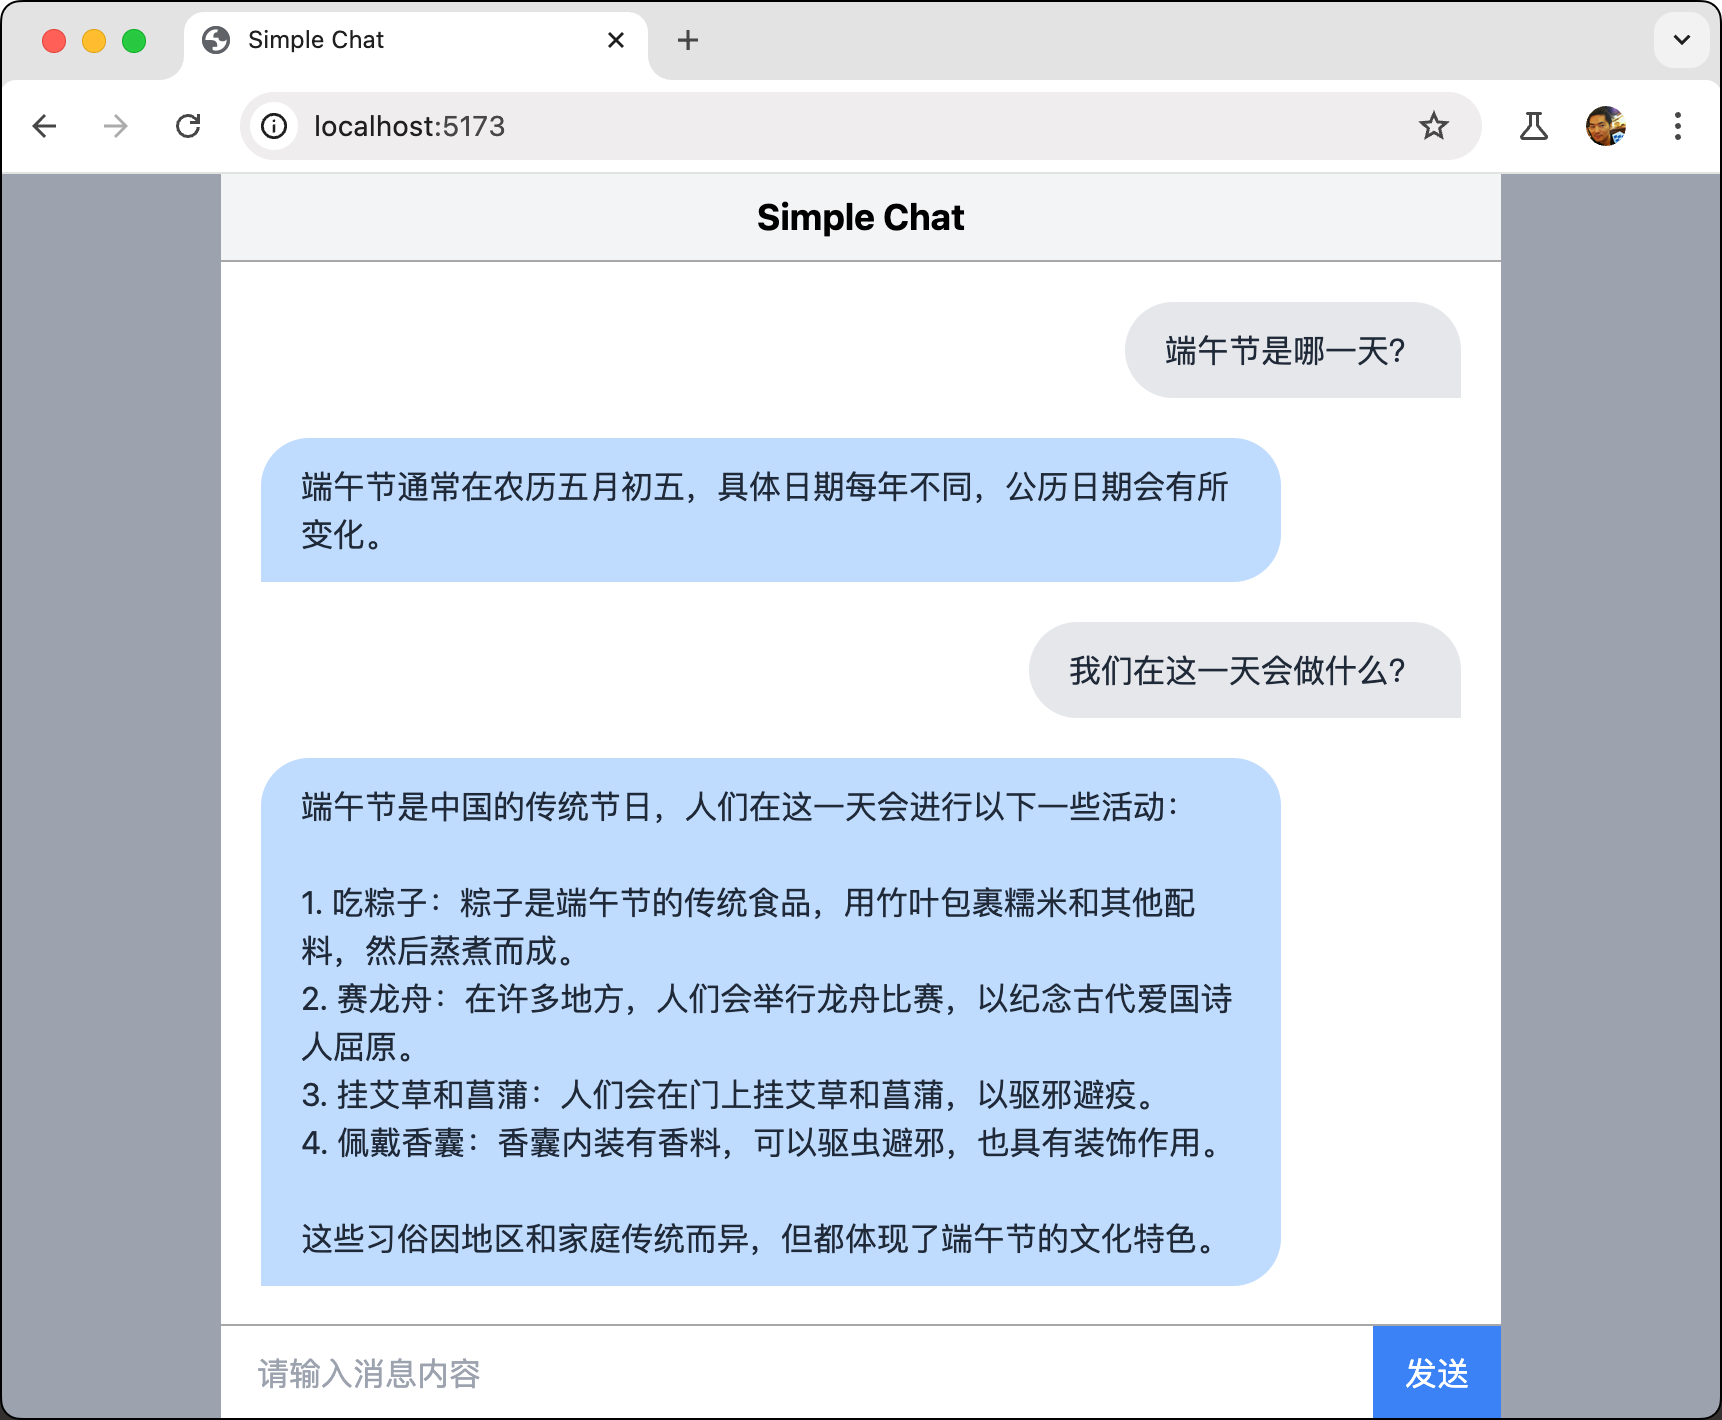 Simple Chat
localhost:5173
Simple Chat
端午节是哪一天?
端午节通常在农历五月初五，具体日期每年不同，公历日期会有所
变化。
我们在这一天会做什么?
端午节是中国的传统节日，人们在这一天会进行以下一些活动：
1. 吃粽子：粽子是端午节的传统食品，用竹叶包裹糯米和其他配
料，然后蒸煮而成。
2. 赛龙舟：在许多地方，人们会举行龙舟比赛，以纪念古代爱国诗
人屈原。
3. 挂艾草和菖蒲：人们会在门上挂艾草和菖蒲，以驱邪避疫。
4. 佩戴香囊：香囊内装有香料，可以驱虫避邪，也具有装饰作用。
这些习俗因地区和家庭传统而异，但都体现了端午节的文化特色。
请输入消息内容
发送